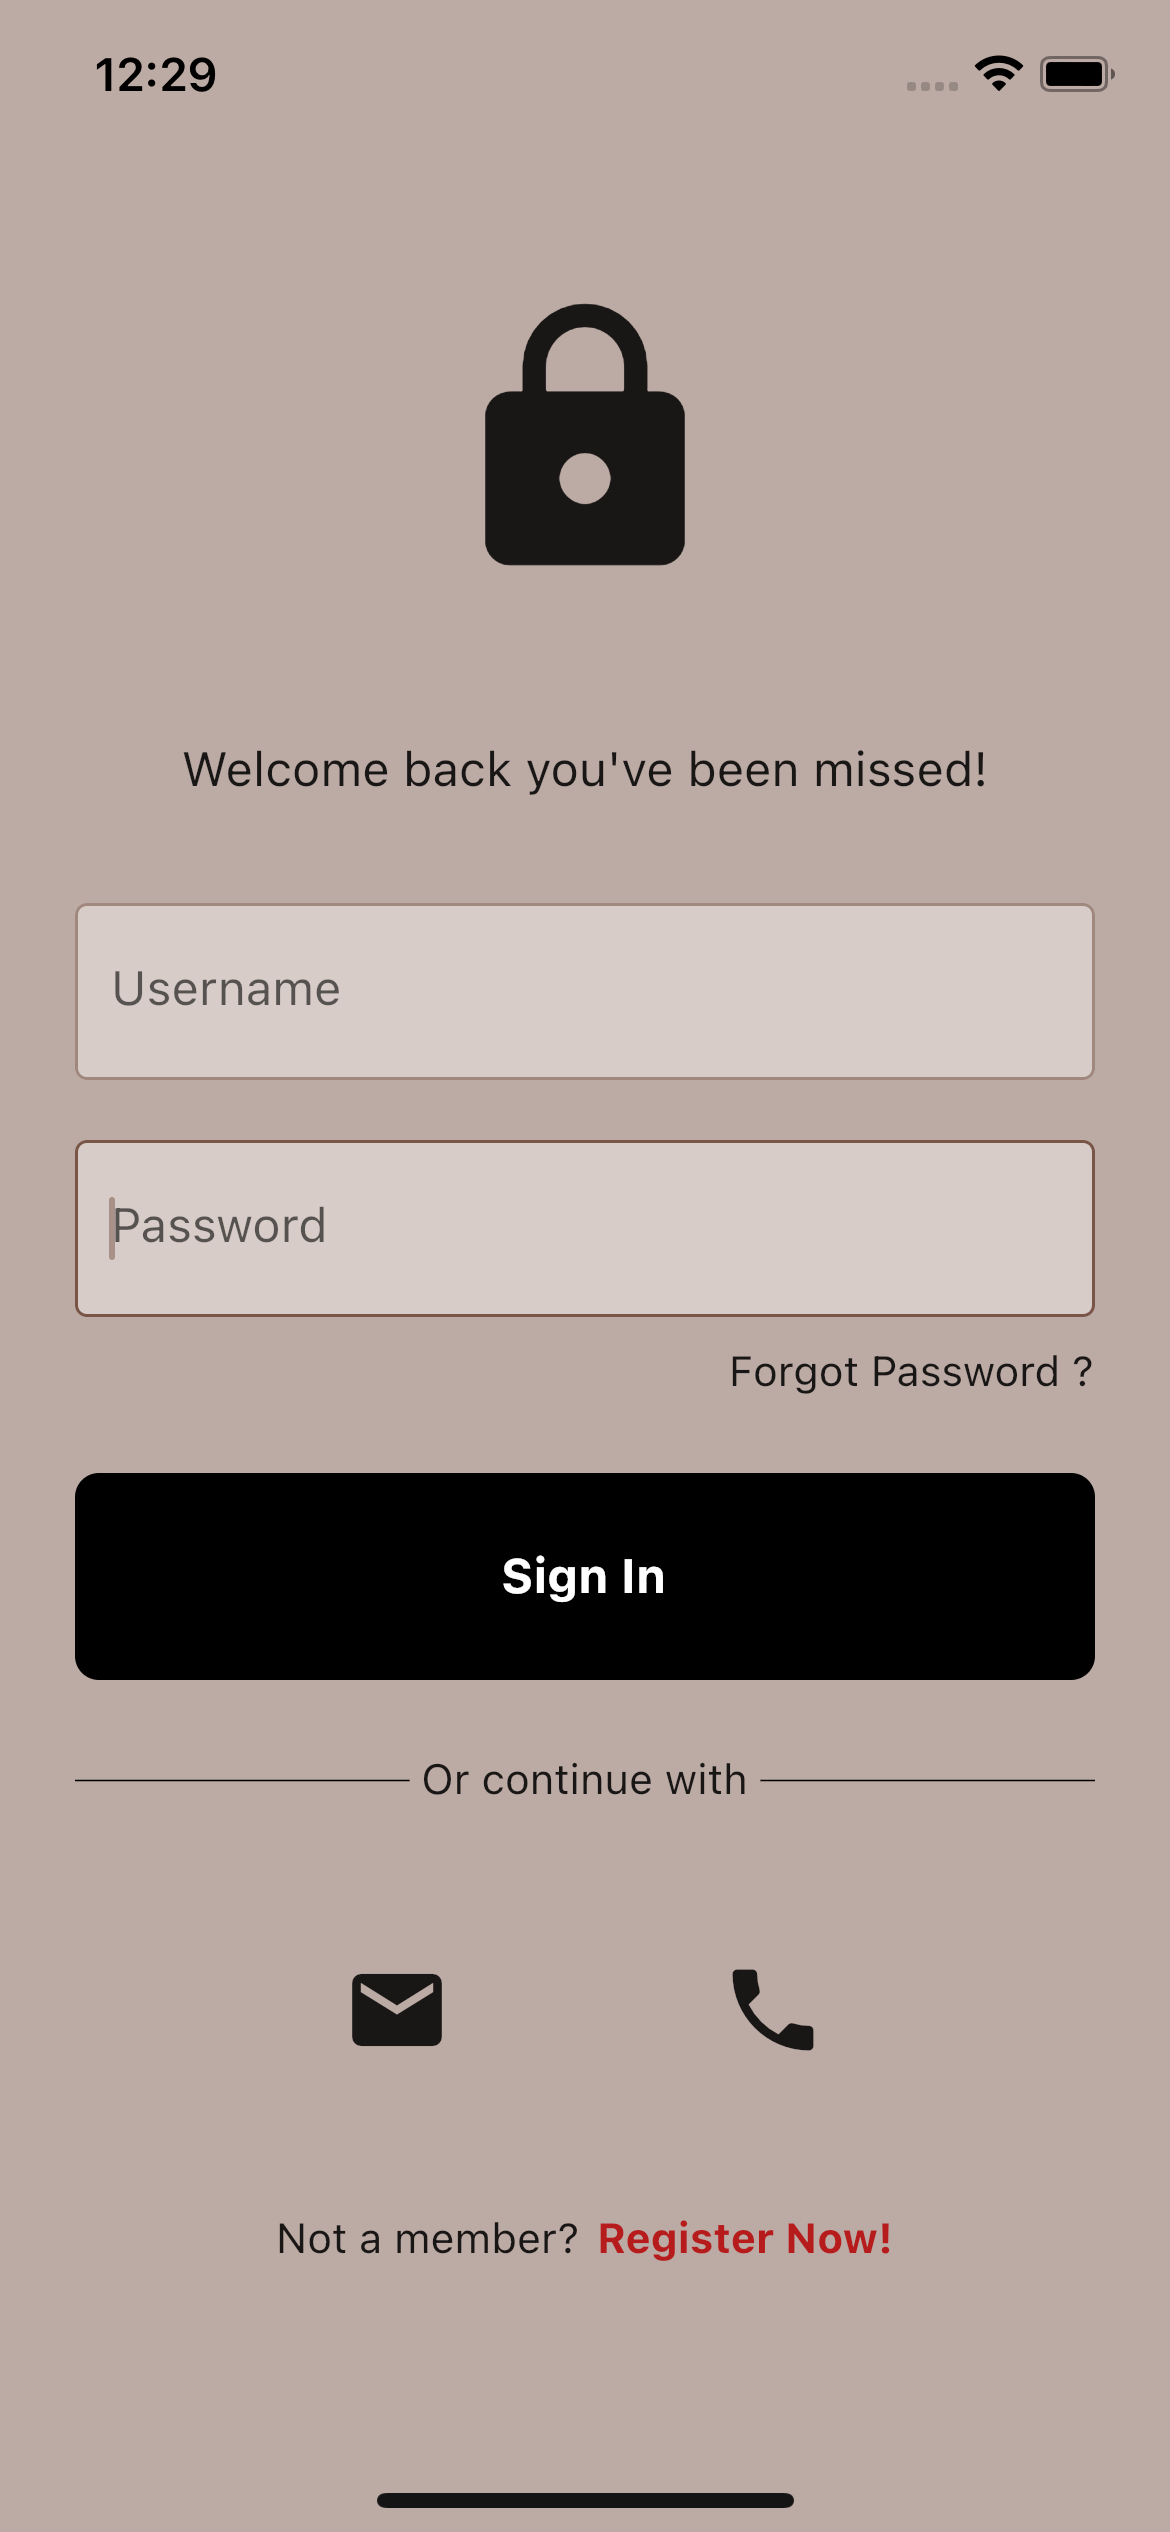 12:29
Welcome back you've been missed!
Username
Password
Forgot Password ?
Sign In
Or continue with
Not a member? Register Now!